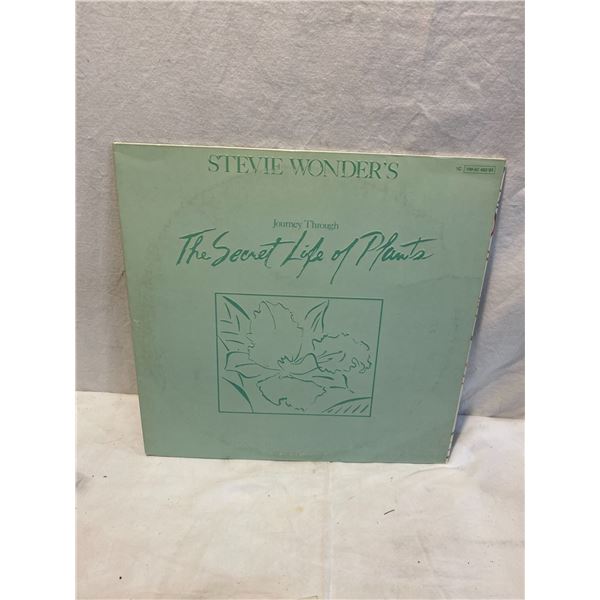 STEVIE WONDER'S
Journey Through
The Secret Life of Plants